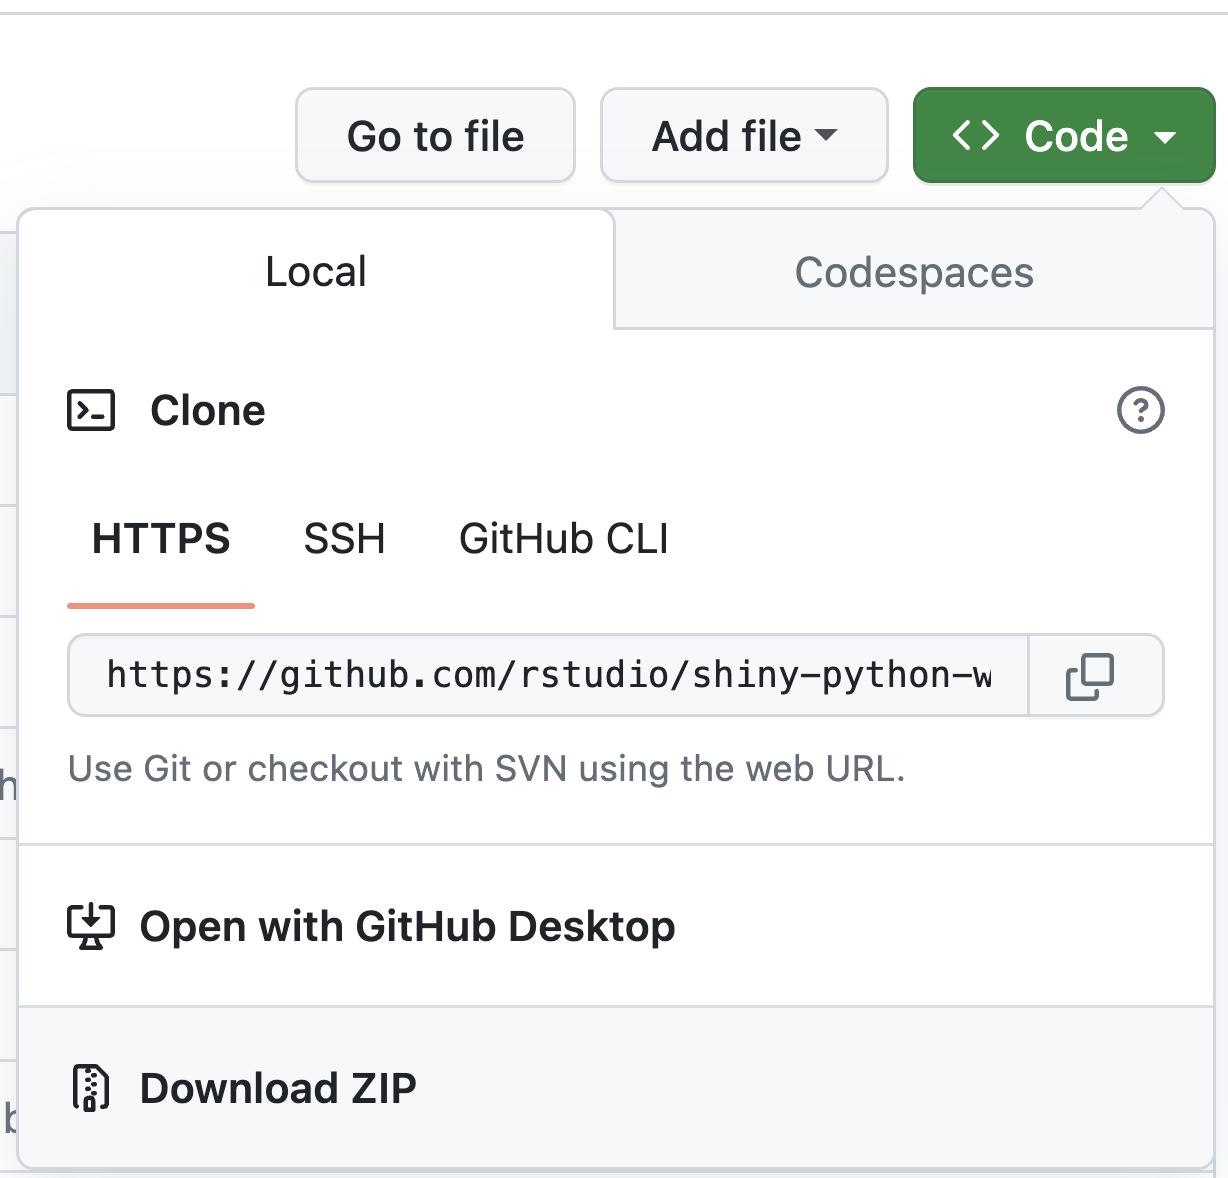 Go to file
Add file
<> Code
Local
Codespaces
Clone
HTTPS
SSH
GitHub CLI
https://github.com/rstudio/shiny-python-w
Use Git or checkout with SVN using the web URL.
Open with GitHub Desktop
Download ZIP